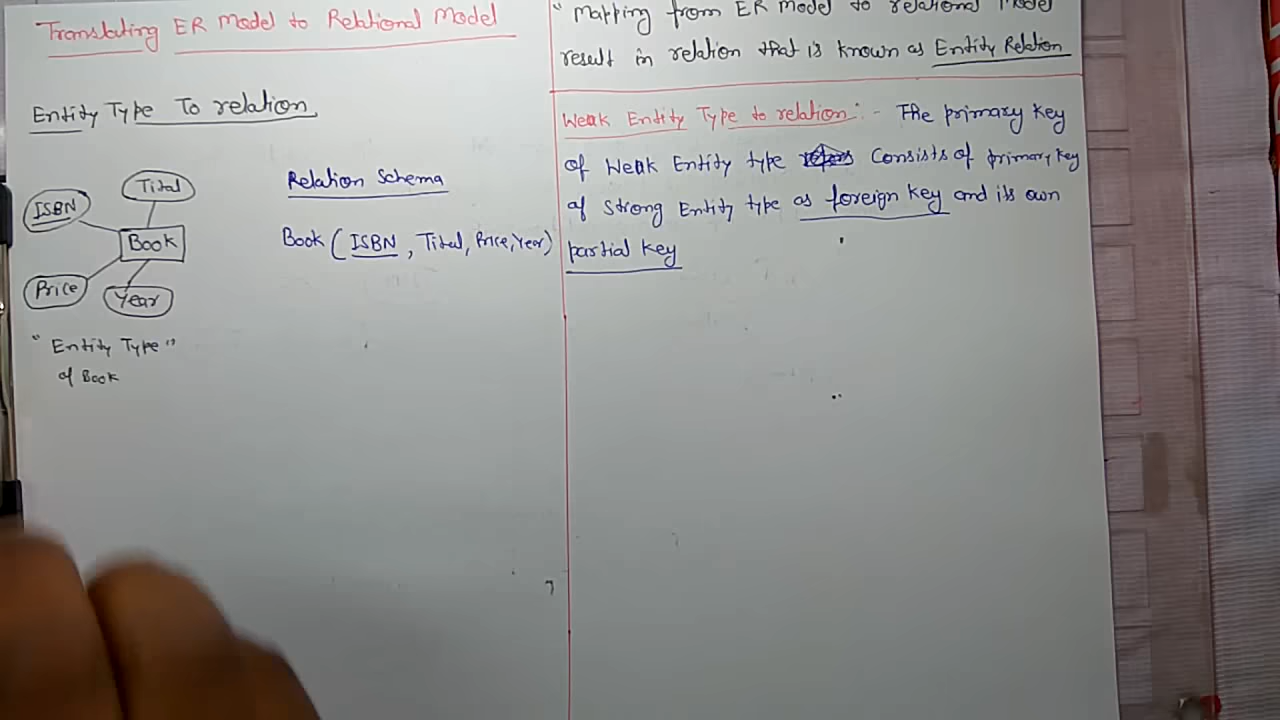 Translating ER Model to Relational Model
Entity Type To relation
Tital
ISBN
Book
Price
Year
"Entity Type"
of Book
Relation Schema
Book (ISBN, Tital, Price, Year)
"Mapping from ER Model to relational Model
result in relation that is known as Entity Relation
Weak Entity Type to relation:- The primary key
of Weak Entity type Consists of primary key
of Strong Entity type as foreign key and its own
partial key